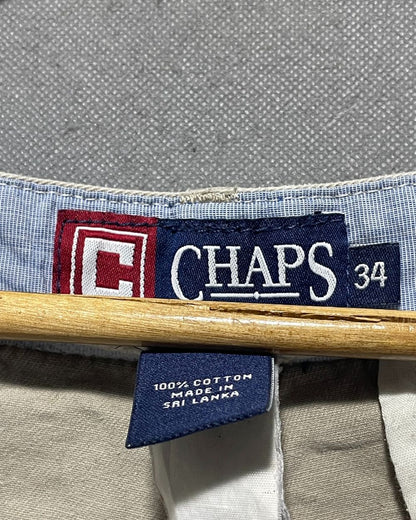 C CHAPS 34
100% COTTON
MADE IN
SRI LANKA